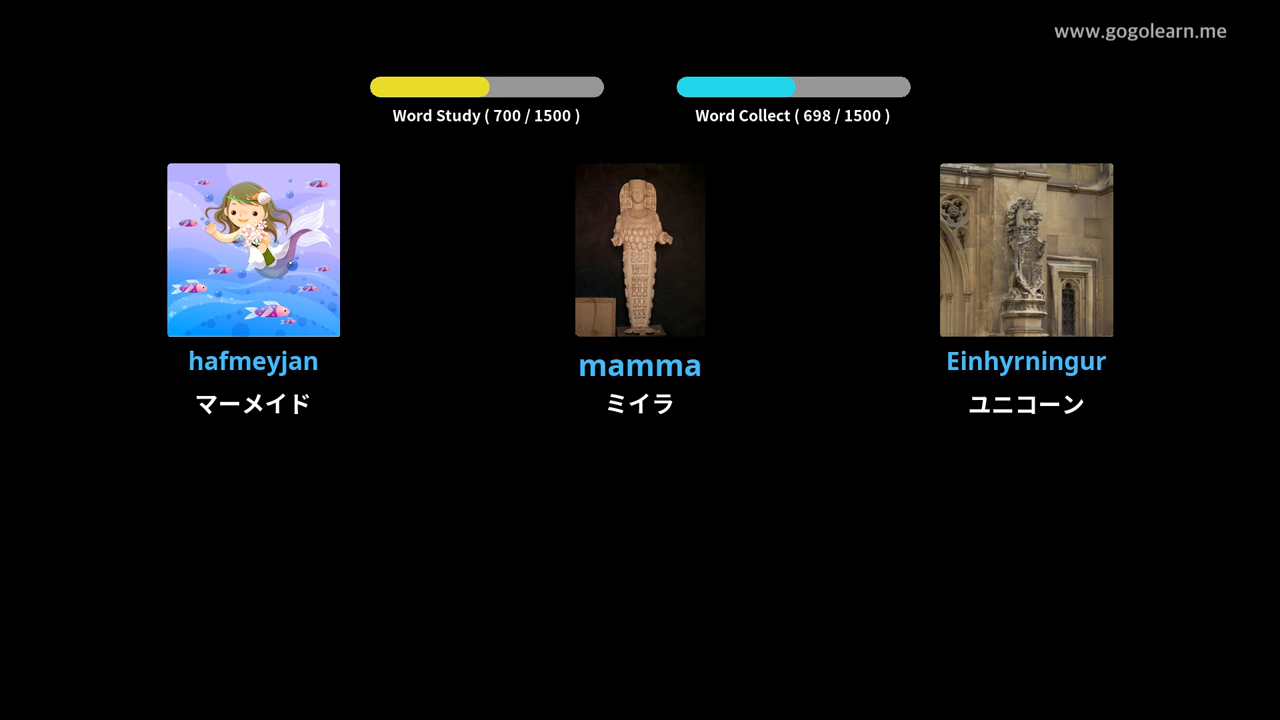 www.gogolearn.me
Word Study ( 700 / 1500 )
Word Collect ( 698 / 1500 )
hafmeyjan
マーメイド
mamma
ミイラ
Einhyrningur
ユニコーン